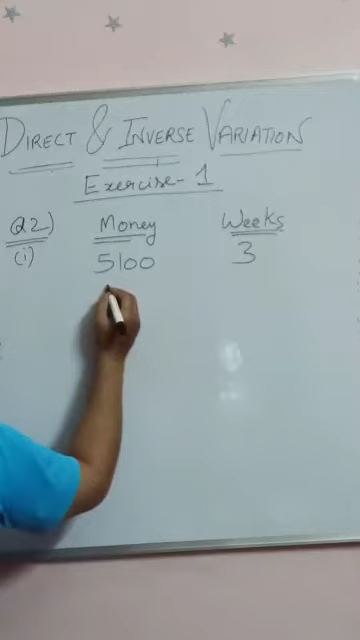 DIRECT & INVERSE VARIATION
Exercise-1
Q2) Money Weeks
(i) 5100 3